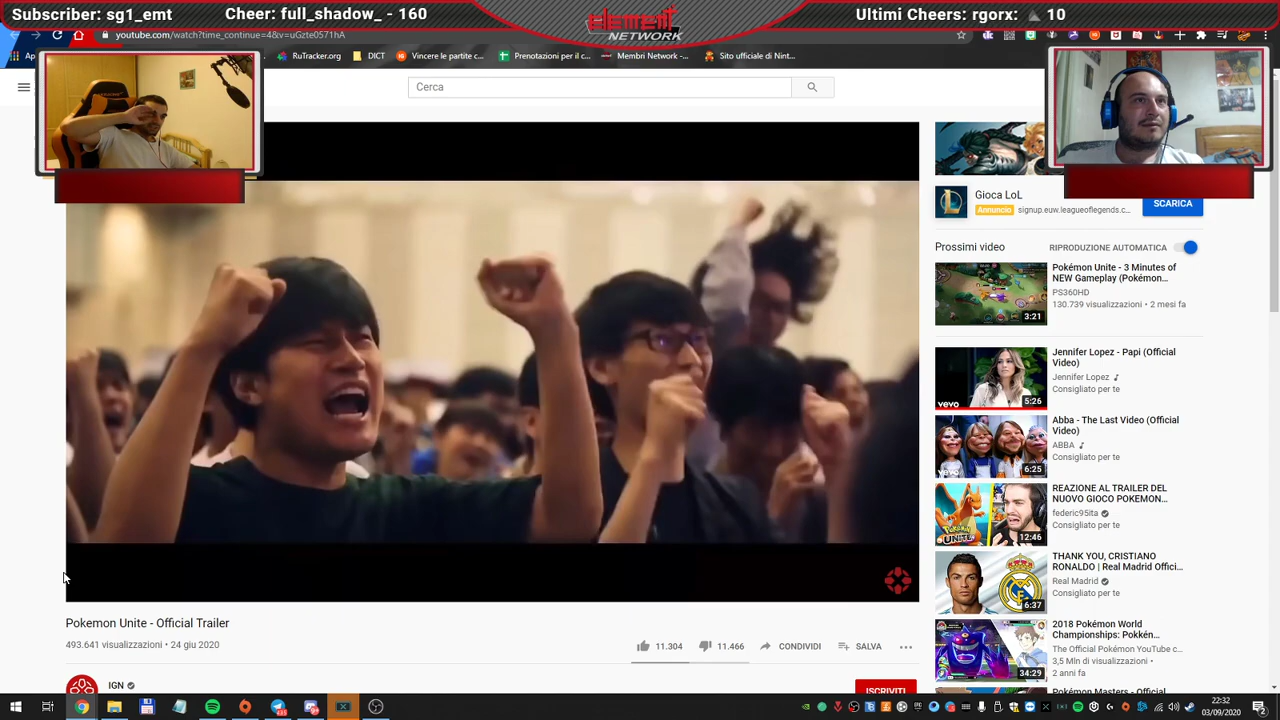 Subscriber: sg1_emt
Cheer: full_shadow_ - 160
element
NETWORK
Ultimi Cheers: rgorx: 10
youtube.com/watch?time_continue=4&v=uGzte0571hA
Ap
RuTracker.org
DICT
Vincere le partite c...
Prenotazioni per il c...
Membri Network -...
Sito ufficiale di Nint...
Cerca
Gioca LoL
Annuncio signup.euw.leagueoflegends.c...
SCARICA
Prossimi video
RIPRODUZIONE AUTOMATICA
Pokémon Unite - 3 Minutes of
NEW Gameplay (Pokémon...
PS360HD
130.739 visualizzazioni • 2 mesi fa
3:21
Jennifer Lopez - Papi (Official
Video)
Jennifer Lopez
Consigliato per te
vevo
5:26
Abba - The Last Video (Official
Video)
ABBA
Consigliato per te
vevo
6:25
REAZIONE AL TRAILER DEL
NUOVO GIOCO POKEMON...
federic95ita
Consigliato per te
UNITE
12:46
THANK YOU, CRISTIANO
RONALDO | Real Madrid Offici...
Real Madrid
Consigliato per te
6:37
2018 Pokémon World
Championships: Pokkén...
The Official Pokémon YouTube c...
3,5 Mln di visualizzazioni •
2 anni fa
34:29
Pokémon Masters - Official
Pokemon Unite - Official Trailer
493.641 visualizzazioni • 24 giu 2020
11.304
11.466
CONDIVIDI
SALVA
IGN
ISCRIVITI
22:32
03/09/2020